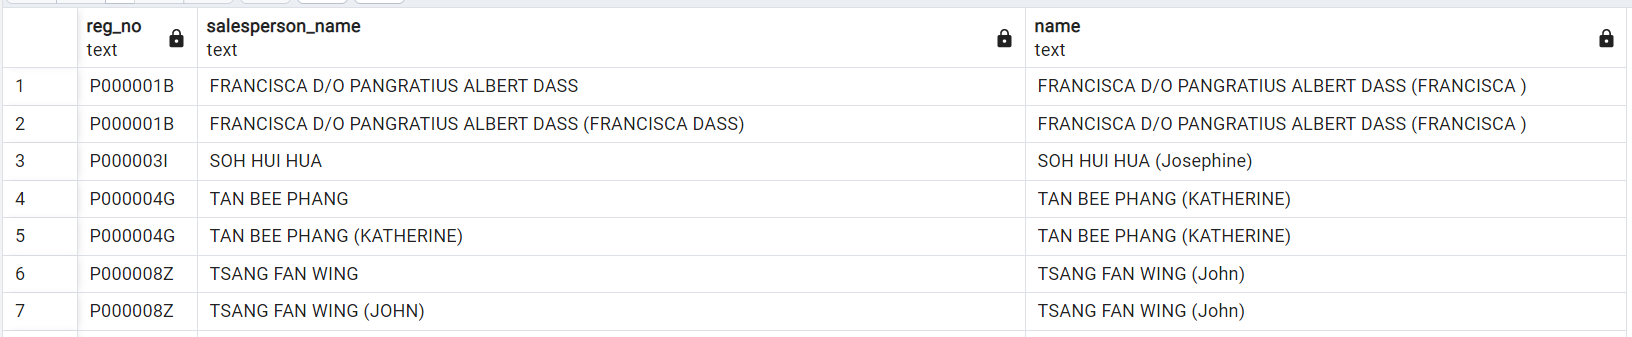 reg_no salesperson_name name
text text text
1 P000001B FRANCISCA D/O PANGRATIUS ALBERT DASS FRANCISCA D/O PANGRATIUS ALBERT DASS (FRANCISCA )
2 P000001B FRANCISCA D/O PANGRATIUS ALBERT DASS (FRANCISCA DASS) FRANCISCA D/O PANGRATIUS ALBERT DASS (FRANCISCA )
3 P000003I SOH HUI HUA SOH HUI HUA (Josephine)
4 P000004G TAN BEE PHANG TAN BEE PHANG (KATHERINE)
5 P000004G TAN BEE PHANG (KATHERINE) TAN BEE PHANG (KATHERINE)
6 P000008Z TSANG FAN WING TSANG FAN WING (John)
7 P000008Z TSANG FAN WING (JOHN) TSANG FAN WING (John)